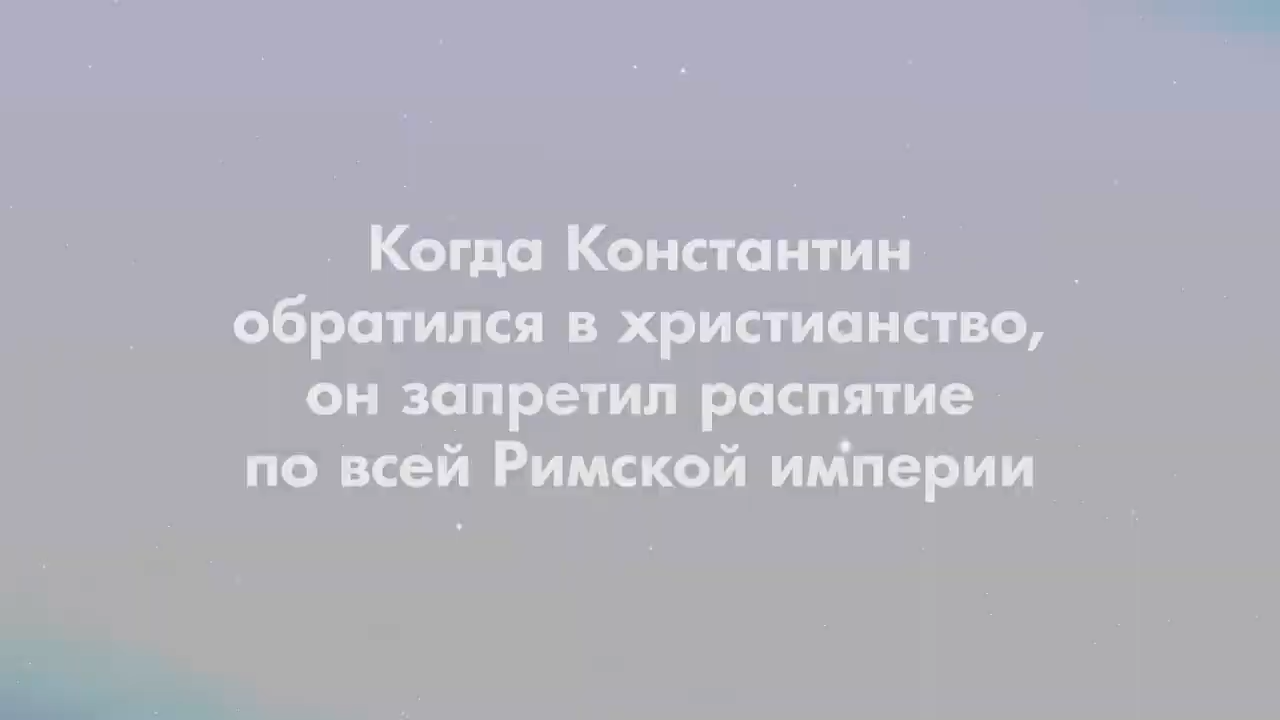 Когда Константин
обратился в христианство,
он запретил распятие
по всей Римской империи